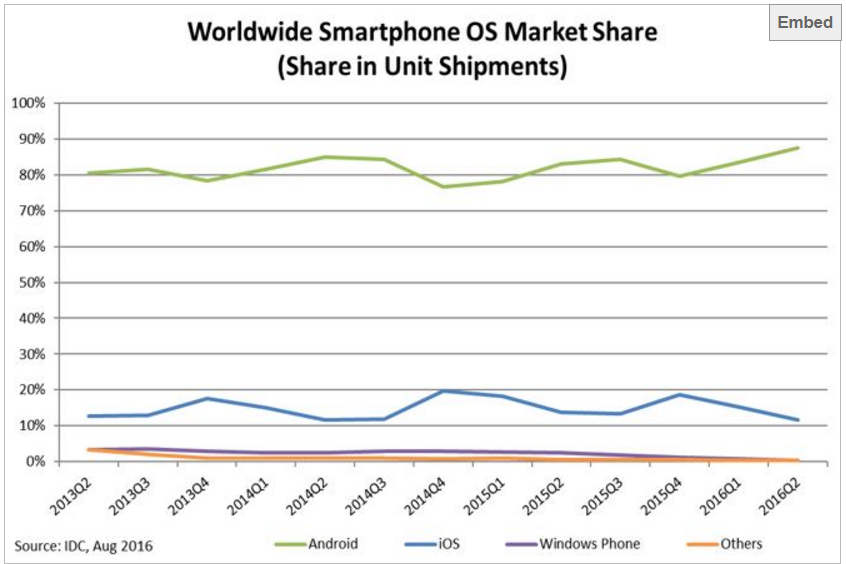 Embed
Worldwide Smartphone OS Market Share
(Share in Unit Shipments)
100%
90%
80%
70%
60%
50%
40%
30%
20%
10%
0%
2013Q2
2013Q3
2013Q4
2014Q1
2014Q2
2014Q3
2014Q4
2015Q1
2015Q2
2015Q3
2015Q4
2016Q1
2016Q2
Source: IDC, Aug 2016
Android
iOS
Windows Phone
Others